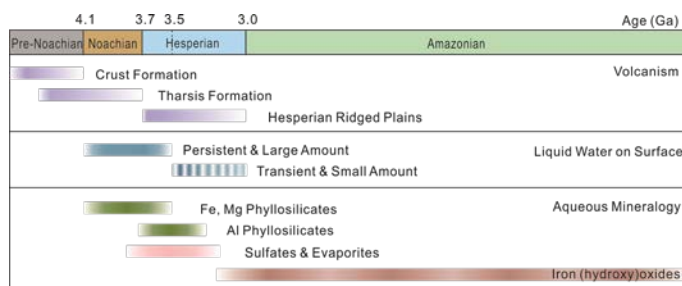 4.1 3.7 3.5 3.0 Age (Ga)
Pre-Noachian Noachian Hesperian Amazonian
Crust Formation Volcanism
Tharsis Formation
Hesperian Ridged Plains
Persistent & Large Amount Liquid Water on Surface
Transient & Small Amount
Fe, Mg Phyllosilicates Aqueous Mineralogy
Al Phyllosilicates
Sulfates & Evaporites
Iron (hydroxy)oxides